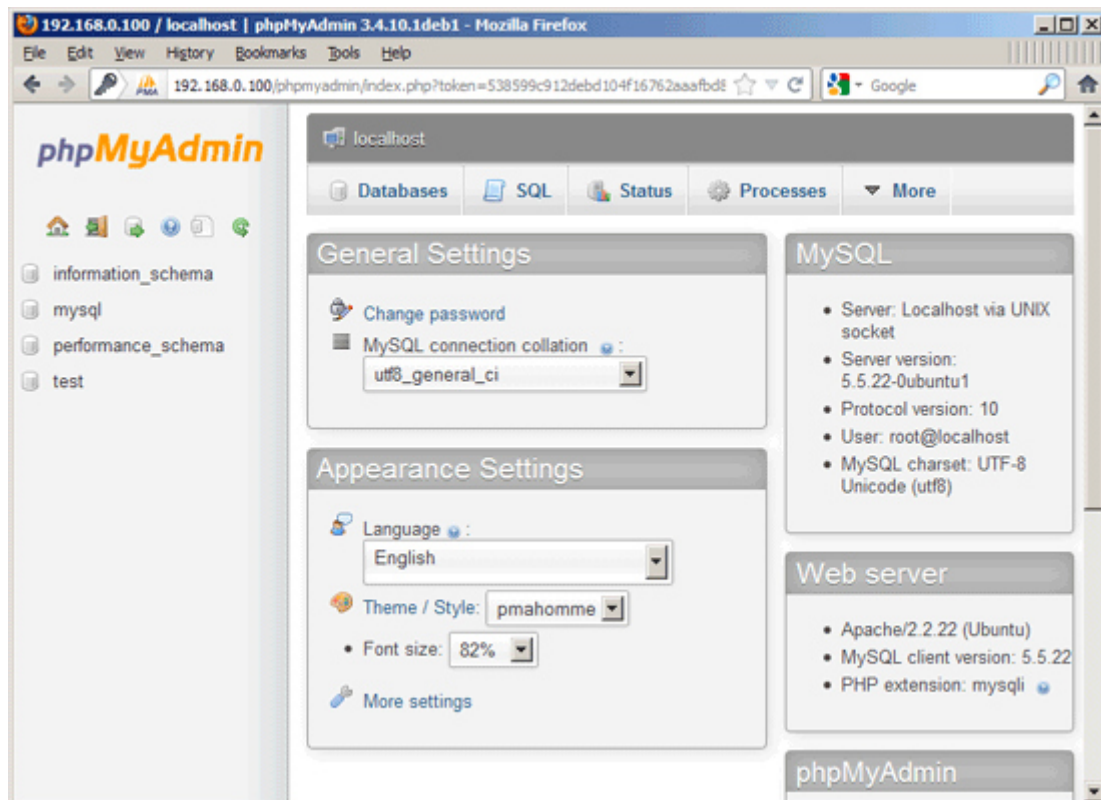 192.168.0.100 / localhost | phpMyAdmin 3.4.10.1deb1 - Mozilla Firefox
File Edit View History Bookmarks Tools Help
192.168.0.100/phpmyadmin/index.php?token=538599c912debd104f16762aaafbd8
Google
phpMyAdmin
information_schema
mysql
performance_schema
test
localhost
Databases SQL Status Processes More
General Settings
Change password
MySQL connection collation :
utf8_general_ci
Appearance Settings
Language :
English
Theme / Style: pmahomme
Font size: 82%
More settings
MySQL
Server: Localhost via UNIX
socket
Server version:
5.5.22-0ubuntu1
Protocol version: 10
User: root@localhost
MySQL charset: UTF-8
Unicode (utf8)
Web server
Apache/2.2.22 (Ubuntu)
MySQL client version: 5.5.22
PHP extension: mysqli
phpMyAdmin